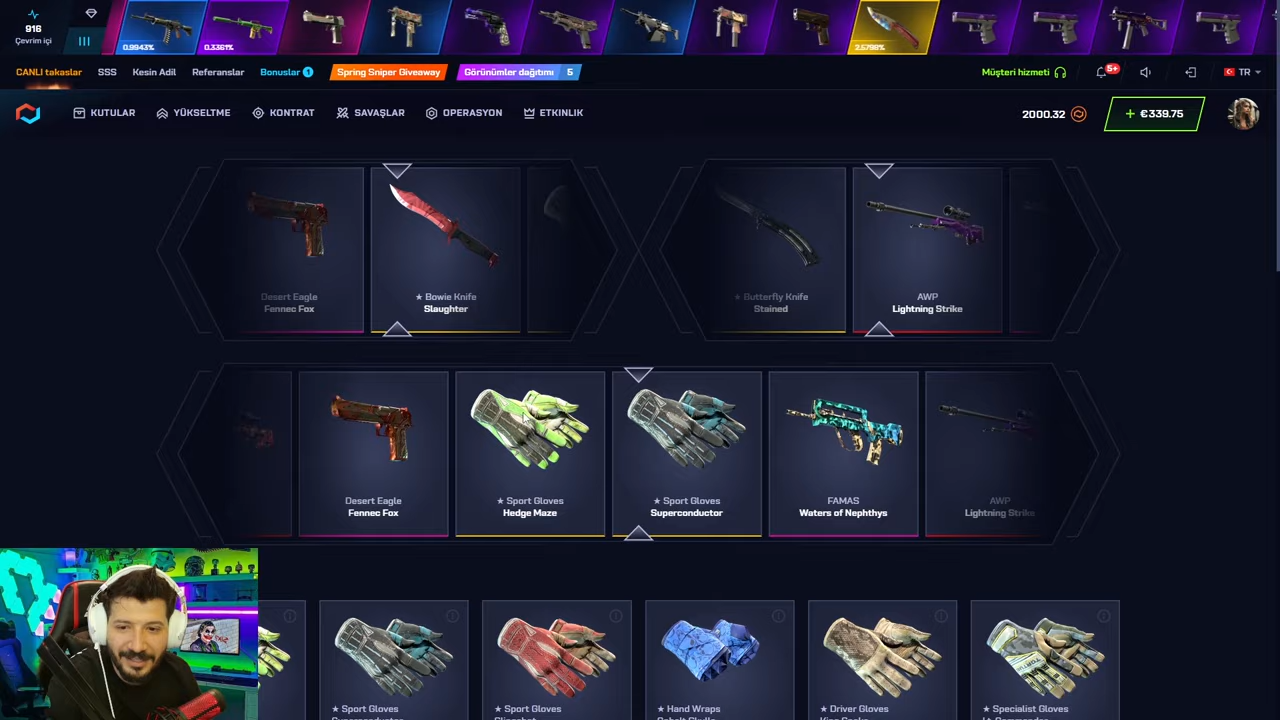 916
Çevrim içi
0.9943%
0.3361%
2.5798%
CANLI takaslar
SSS
Kesin Adil
Referanslar
Bonuslar 1
Spring Sniper Giveaway
Görünümler dağıtımı 5
Müşteri hizmeti
5+
TR
KUTULAR
YÜKSELTME
KONTRAT
SAVAŞLAR
OPERASYON
ETKINLIK
2000.32
+ €339.75
Desert Eagle
Fennec Fox
★ Bowie Knife
Slaughter
★ Butterfly Knife
Stained
AWP
Lightning Strike
Desert Eagle
Fennec Fox
★ Sport Gloves
Hedge Maze
★ Sport Gloves
Superconductor
FAMAS
Waters of Nephthys
AWP
Lightning Strike
★ Sport Gloves
★ Sport Gloves
★ Hand Wraps
★ Driver Gloves
★ Specialist Gloves